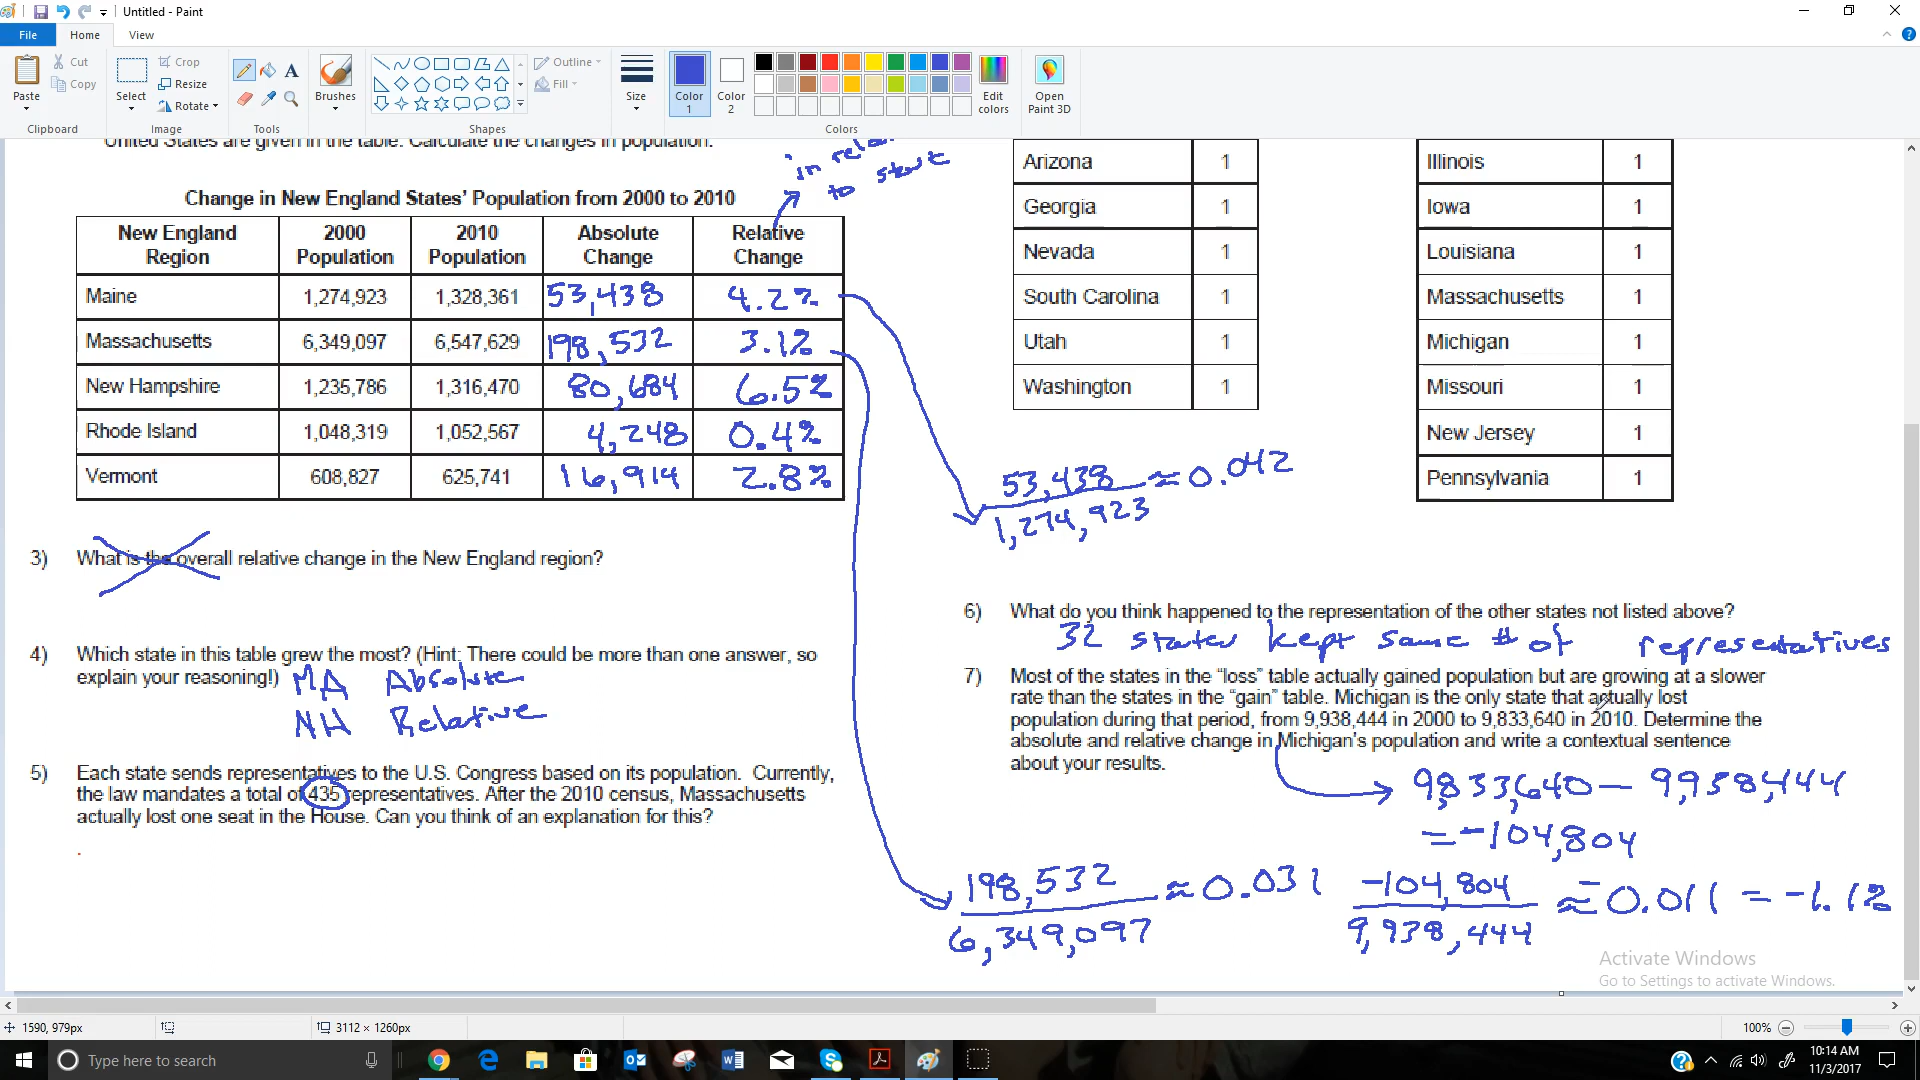 Untitled - Paint
File
Home
View
Paste
Cut
Copy
Clipboard
Select
Crop
Resize
Rotate
Image
A
Tools
Brushes
Outline
Fill
Shapes
Size
Color
1
Color
2
Edit
colors
Colors
Open
Paint 3D
United States are given in the table. Calculate the changes in population.
in
to start
Change in New England States' Population from 2000 to 2010
New England Region 2000 Population 2010 Population Absolute Change Relative Change
Maine 1,274,923 1,328,361 53,438 4.2%
Massachusetts 6,349,097 6,547,629 198,532 3.1%
New Hampshire 1,235,786 1,316,470 80,684 6.5%
Rhode Island 1,048,319 1,052,567 4,248 0.4%
Vermont 608,827 625,741 16,914 2.8%
3) What is the overall relative change in the New England region?
4) Which state in this table grew the most? (Hint: There could be more than one answer, so
explain your reasoning!) MA Absolute
NH Relative
5) Each state sends representatives to the U.S. Congress based on its population. Currently,
the law mandates a total of 435 representatives. After the 2010 census, Massachusetts
actually lost one seat in the House. Can you think of an explanation for this?
Arizona 1
Georgia 1
Nevada 1
South Carolina 1
Utah 1
Washington 1
Illinois 1
Iowa 1
Louisiana 1
Massachusetts 1
Michigan 1
Missouri 1
New Jersey 1
Pennsylvania 1
53,438 ≈ 0.042
1,274,923
6) What do you think happened to the representation of the other states not listed above?
32 states kept same # of representatives
7) Most of the states in the "loss" table actually gained population but are growing at a slower
rate than the states in the "gain" table. Michigan is the only state that actually lost
population during that period, from 9,938,444 in 2000 to 9,833,640 in 2010. Determine the
absolute and relative change in Michigan's population and write a contextual sentence
about your results.
9,833,640 - 9,938,444
= -104,804
198,532 ≈ 0.031
6,349,097
-104,804 ≈ -0.011 = -1.1%
9,938,444
Activate Windows
Go to Settings to activate Windows.
1590, 979px
3112 × 1260px
100%
Type here to search
10:14 AM
11/3/2017